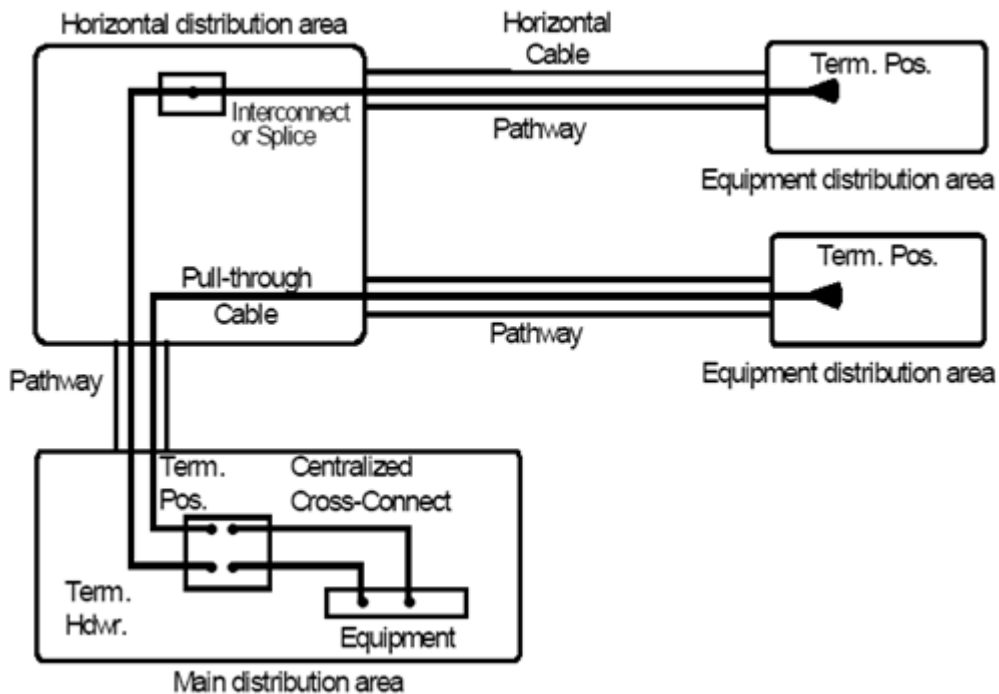 Horizontal distribution area
Horizontal
Cable
Term. Pos.
Interconnect
or Splice
Pathway
Equipment distribution area
Term. Pos.
Pull-through
Cable
Pathway
Equipment distribution area
Pathway
Term.
Pos.
Centralized
Cross-Connect
Term.
Hdwr.
Equipment
Main distribution area